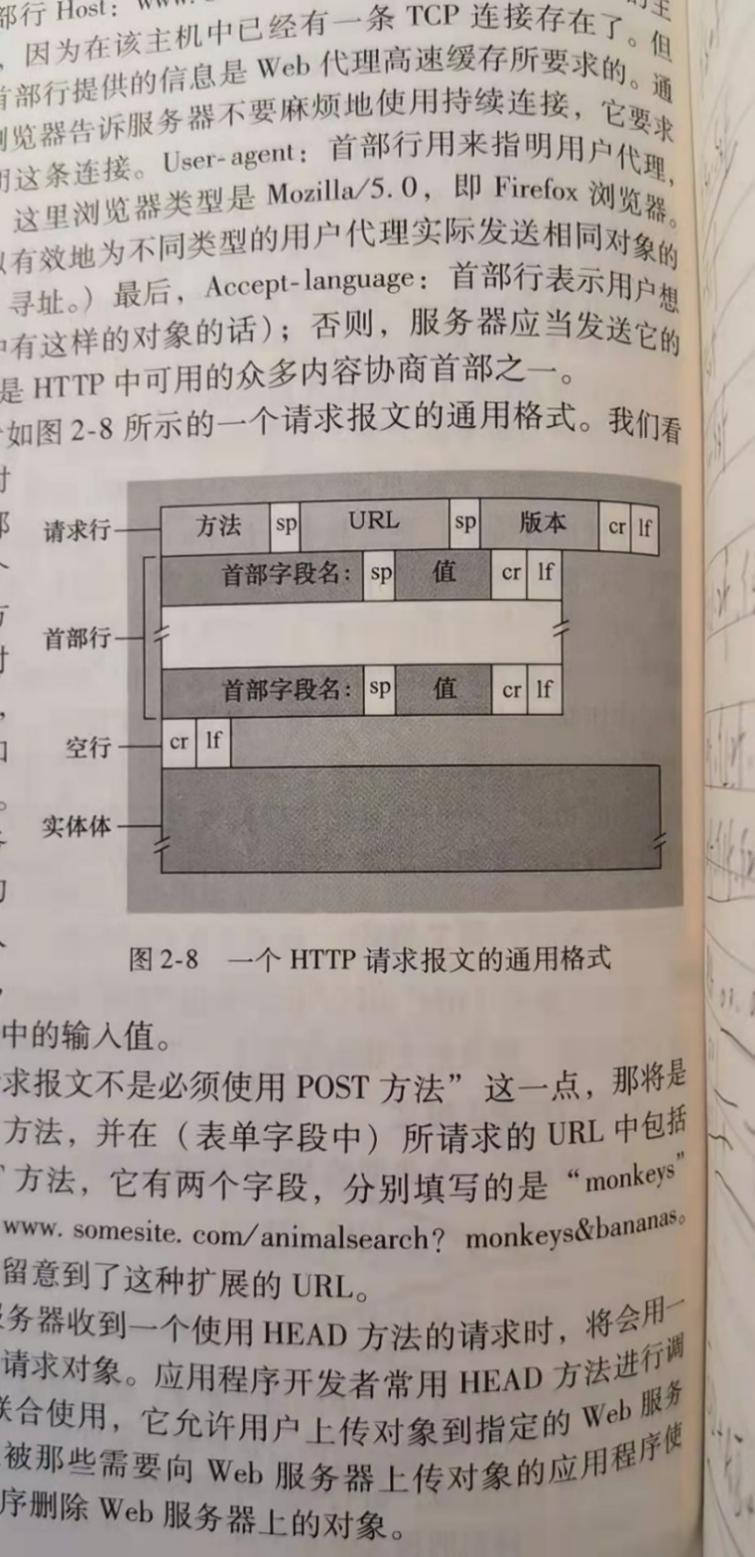 部行 Host: www.
，因为在该主机中已经有一条 TCP 连接存在了。但
首部行提供的信息是 Web 代理高速缓存所要求的。通
浏览器告诉服务器不要麻烦地使用持续连接，它要求
这条连接。User-agent：首部行用来指明用户代理，
这里浏览器类型是 Mozilla/5.0，即 Firefox 浏览器。
有效地为不同类型的用户代理实际发送相同对象的
寻址。）最后，Accept-language：首部行表示用户想
中有这样的对象的话）；否则，服务器应当发送它的
是 HTTP 中可用的众多内容协商首部之一。
如图 2-8 所示的一个请求报文的通用格式。我们看
请求行 方法 sp URL sp 版本 cr lf
首部字段名： sp 值 cr lf
首部行
首部字段名： sp 值 cr lf
空行 cr lf
实体体
图 2-8 一个 HTTP 请求报文的通用格式
中的输入值。
求报文不是必须使用 POST 方法”这一点，那将是
方法，并在（表单字段中）所请求的 URL 中包括
方法，它有两个字段，分别填写的是“monkeys”
www. somesite. com/animalsearch? monkeys&bananas。
留意到了这种扩展的 URL。
服务器收到一个使用 HEAD 方法的请求时，将会用一
请求对象。应用程序开发者常用 HEAD 方法进行调
联合使用，它允许用户上传对象到指定的 Web 服务
被那些需要向 Web 服务器上传对象的应用程序使
序删除 Web 服务器上的对象。